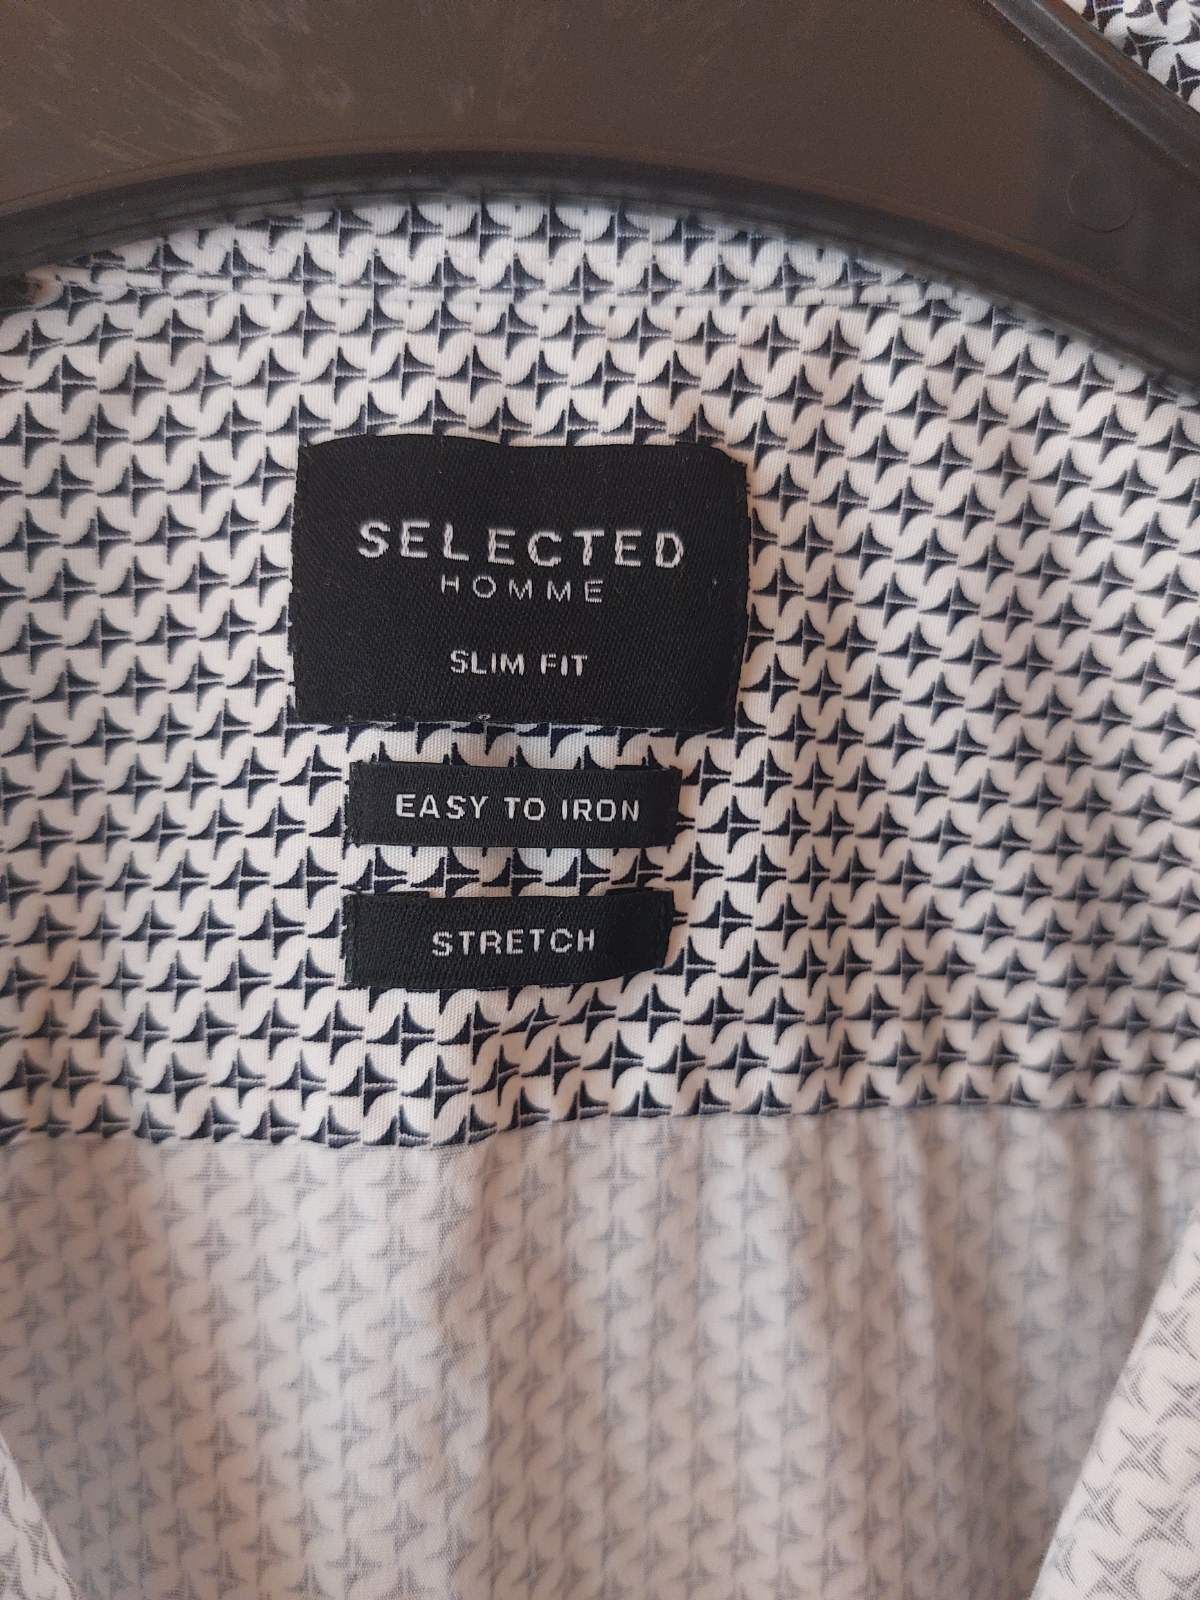 SELECTED
HOMME
SLIM FIT
EASY TO IRON
STRETCH